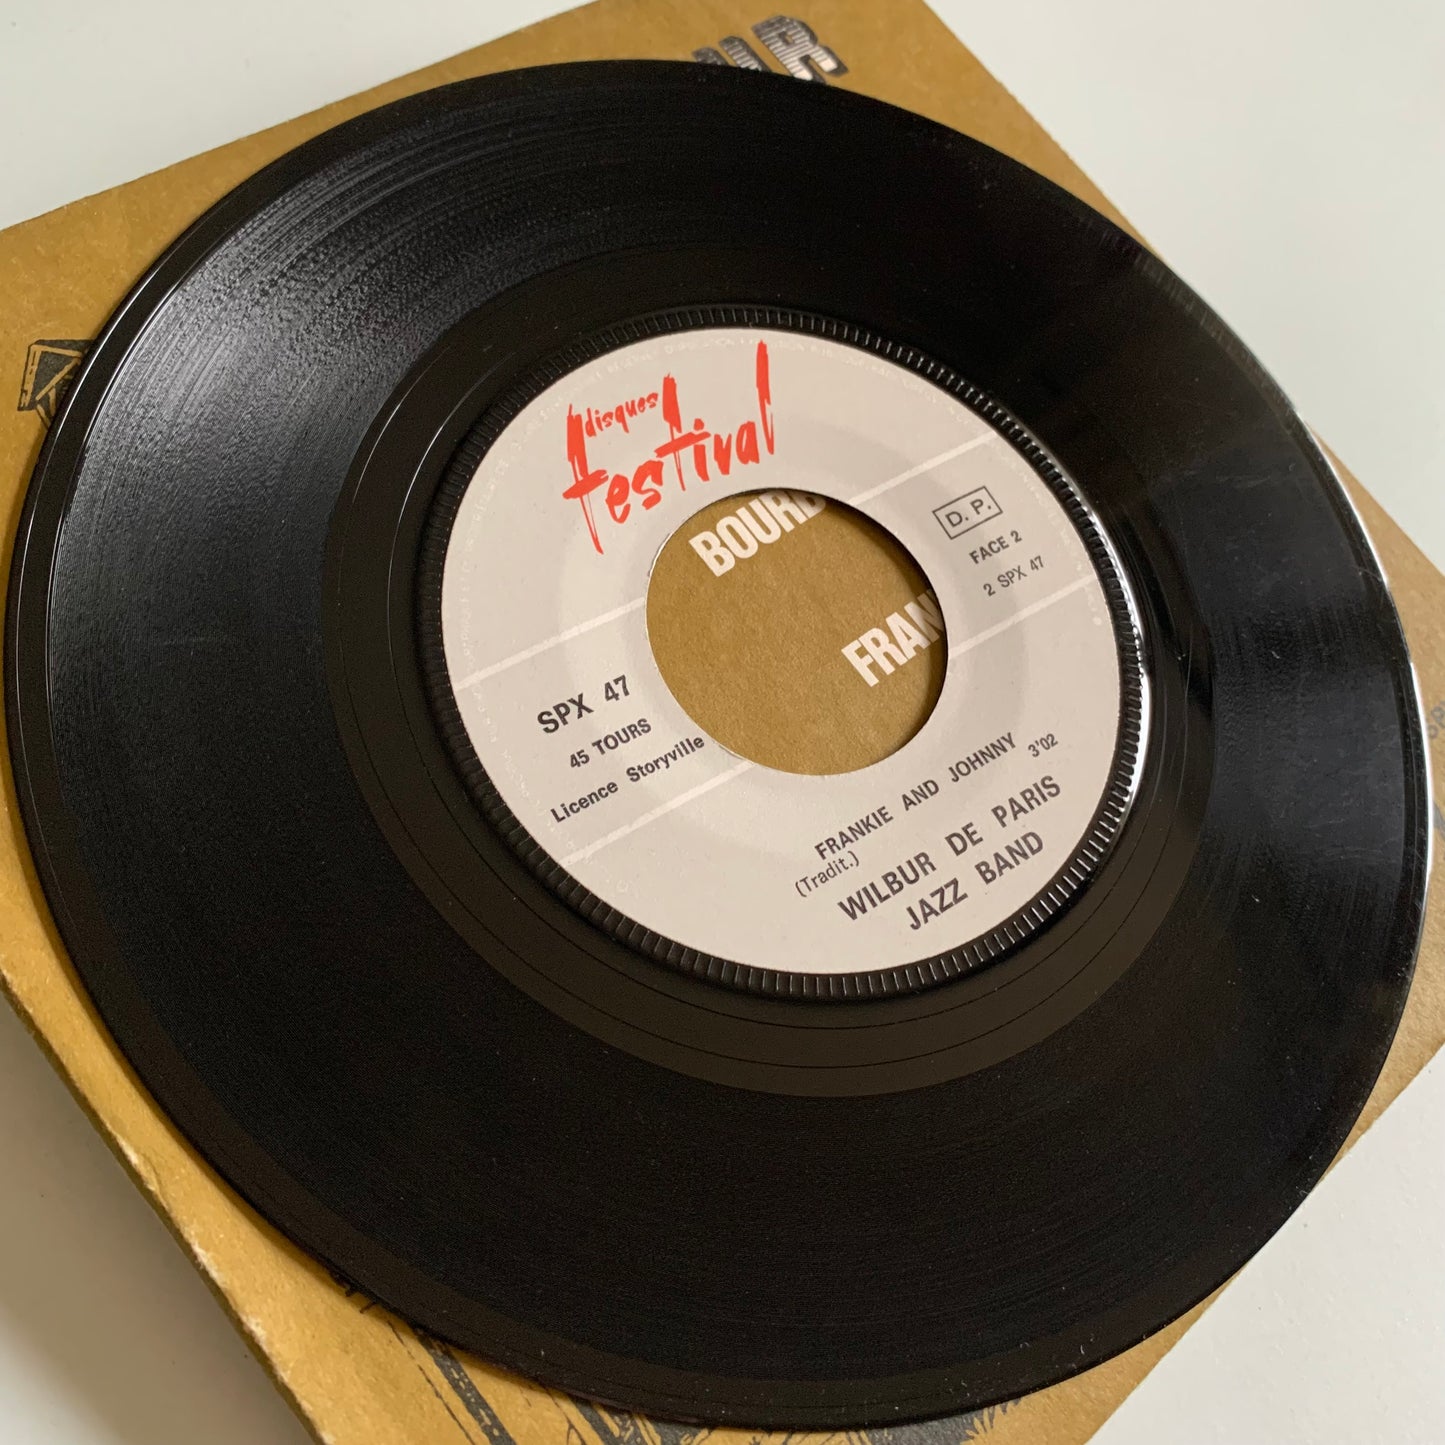 disques
festival
BOURB
FRAN
D. P.
FACE 2
2 SPX 47
SPX 47
45 TOURS
Licence Storyville
FRANKIE AND JOHNNY 3'02
(Tradit.)
WILBUR DE PARIS
JAZZ BAND